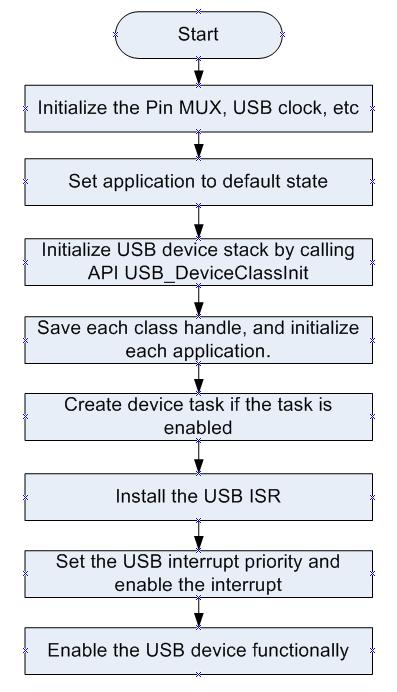 Start
Initialize the Pin MUX, USB clock, etc
Set application to default state
Initialize USB device stack by calling
API USB_DeviceClassInit
Save each class handle, and initialize
each application.
Create device task if the task is
enabled
Install the USB ISR
Set the USB interrupt priority and
enable the interrupt
Enable the USB device functionally